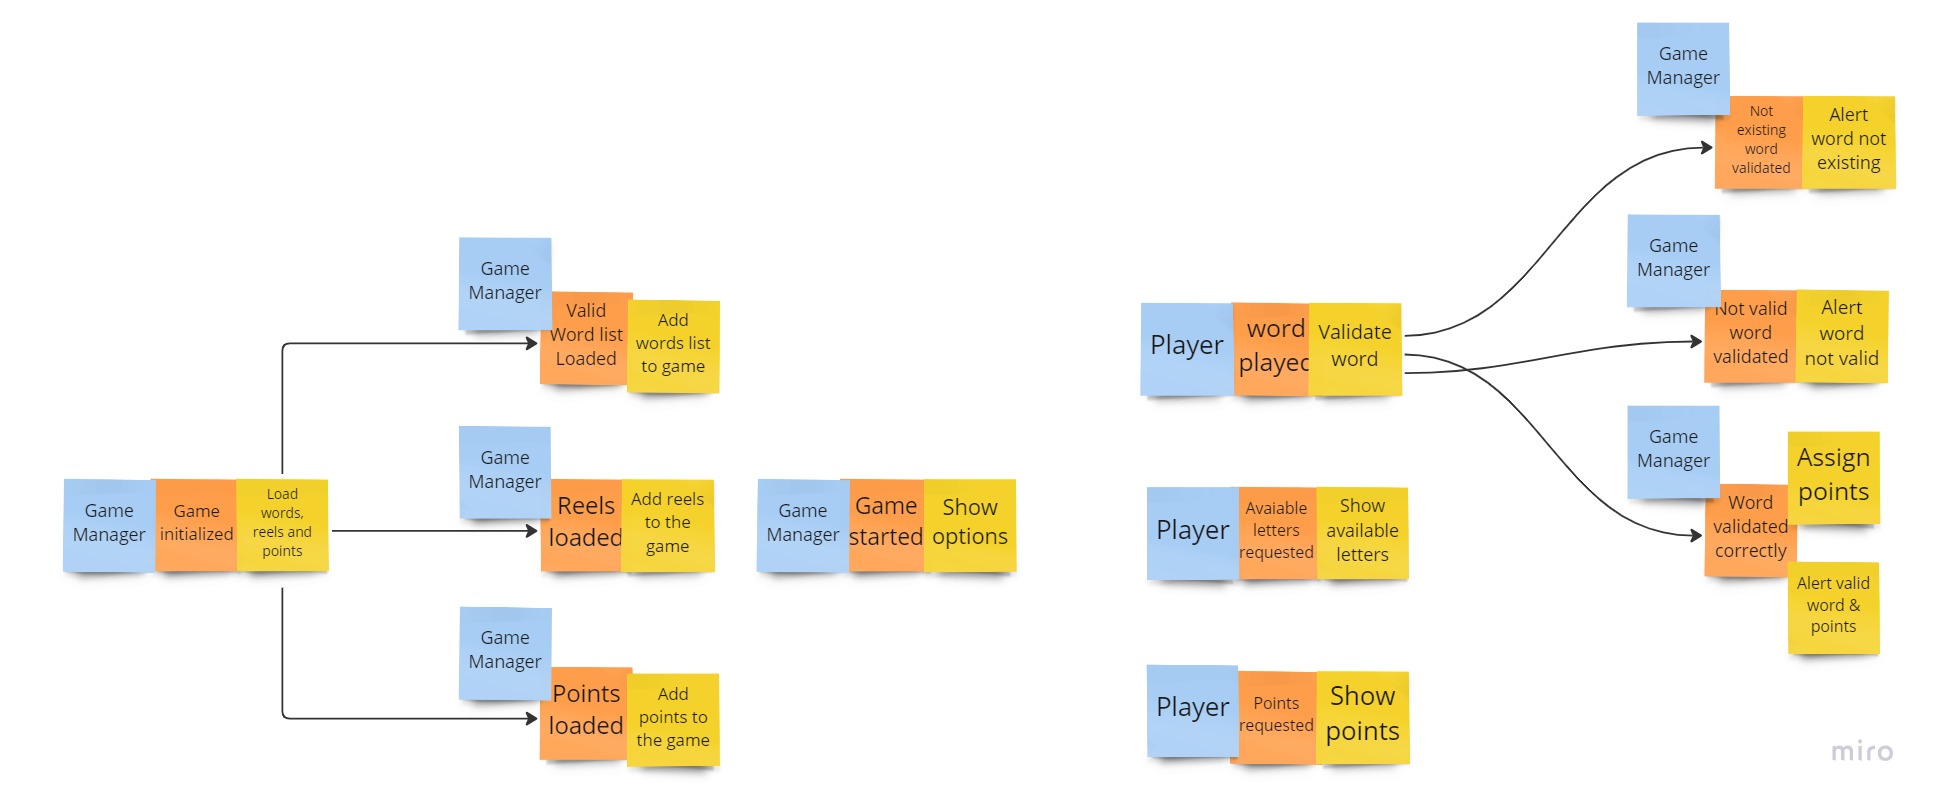 Game
Manager
Game
initialized
Load
words,
reels and
points
Game
Manager
Valid
Word list
Loaded
Add
words list
to game
Game
Manager
Reels
loaded
Add reels
to the
game
Game
Manager
Points
loaded
Add
points to
the game
Game
Manager
Game
started
Show
options
Player
word
played
Validate
word
Game
Manager
Not
existing
word
validated
Alert
word not
existing
Game
Manager
Not valid
word
validated
Alert
word
not valid
Game
Manager
Word
validated
correctly
Assign
points
Alert valid
word &
points
Player
Avaiable
letters
requested
Show
available
letters
Player
Points
requested
Show
points
miro